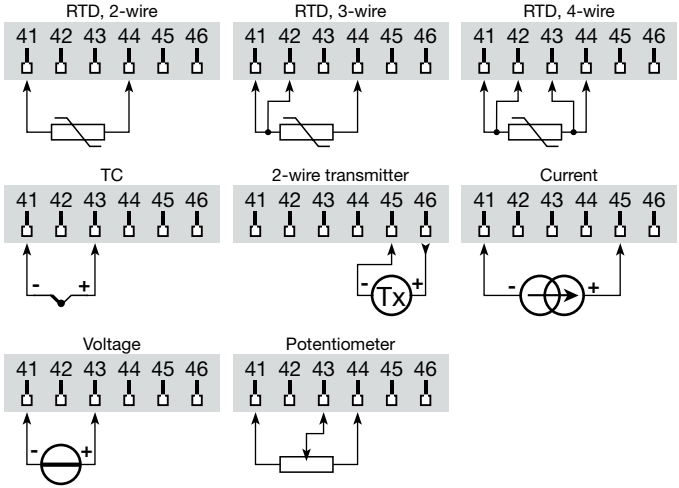 RTD, 2-wire
41 42 43 44 45 46
RTD, 3-wire
41 42 43 44 45 46
RTD, 4-wire
41 42 43 44 45 46
TC
41 42 43 44 45 46
- +
2-wire transmitter
41 42 43 44 45 46
- Tx +
Current
41 42 43 44 45 46
- +
Voltage
41 42 43 44 45 46
- +
Potentiometer
41 42 43 44 45 46